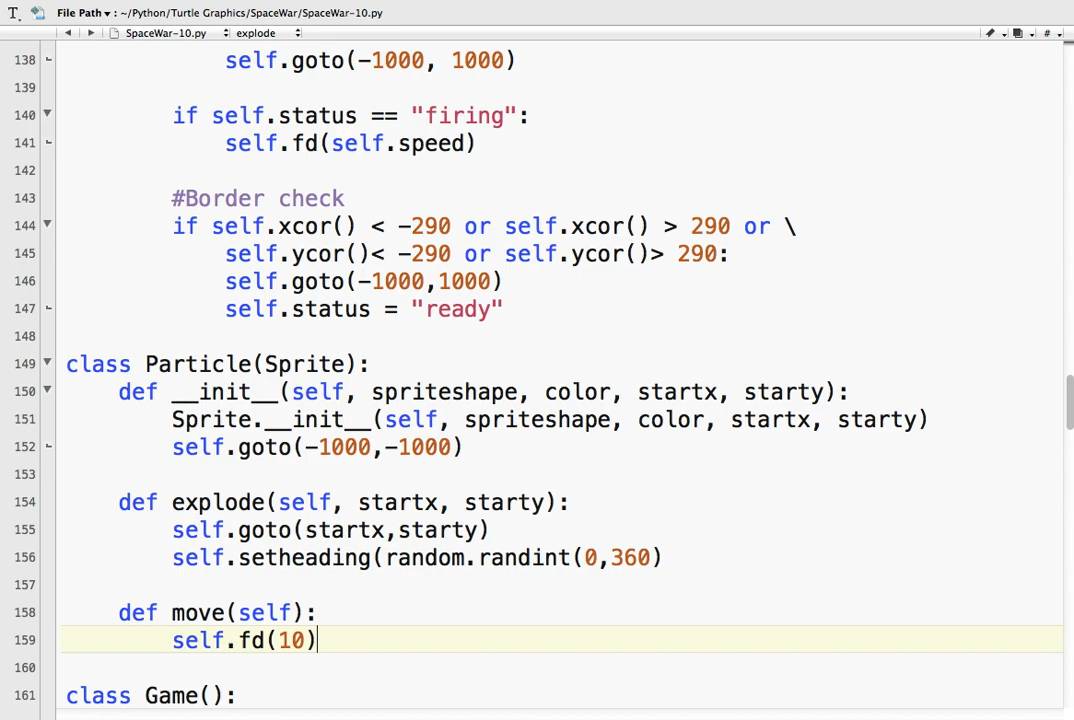 File Path ▾ : ~/Python/Turtle Graphics/SpaceWar/SpaceWar-10.py
SpaceWar-10.py explode #
138 self.goto(-1000, 1000)
139
140 if self.status == "firing":
141 self.fd(self.speed)
142
143 #Border check
144 if self.xcor() < -290 or self.xcor() > 290 or \
145 self.ycor()< -290 or self.ycor()> 290:
146 self.goto(-1000,1000)
147 self.status = "ready"
148
149 class Particle(Sprite):
150 def __init__(self, spriteshape, color, startx, starty):
151 Sprite.__init__(self, spriteshape, color, startx, starty)
152 self.goto(-1000,-1000)
153
154 def explode(self, startx, starty):
155 self.goto(startx,starty)
156 self.setheading(random.randint(0,360)
157
158 def move(self):
159 self.fd(10)
160
161 class Game():